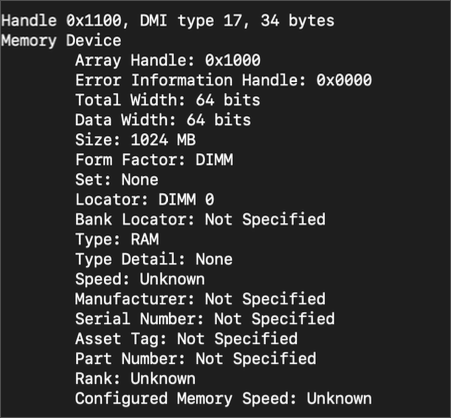 Handle 0x1100, DMI type 17, 34 bytes
Memory Device
Array Handle: 0x1000
Error Information Handle: 0x0000
Total Width: 64 bits
Data Width: 64 bits
Size: 1024 MB
Form Factor: DIMM
Set: None
Locator: DIMM 0
Bank Locator: Not Specified
Type: RAM
Type Detail: None
Speed: Unknown
Manufacturer: Not Specified
Serial Number: Not Specified
Asset Tag: Not Specified
Part Number: Not Specified
Rank: Unknown
Configured Memory Speed: Unknown